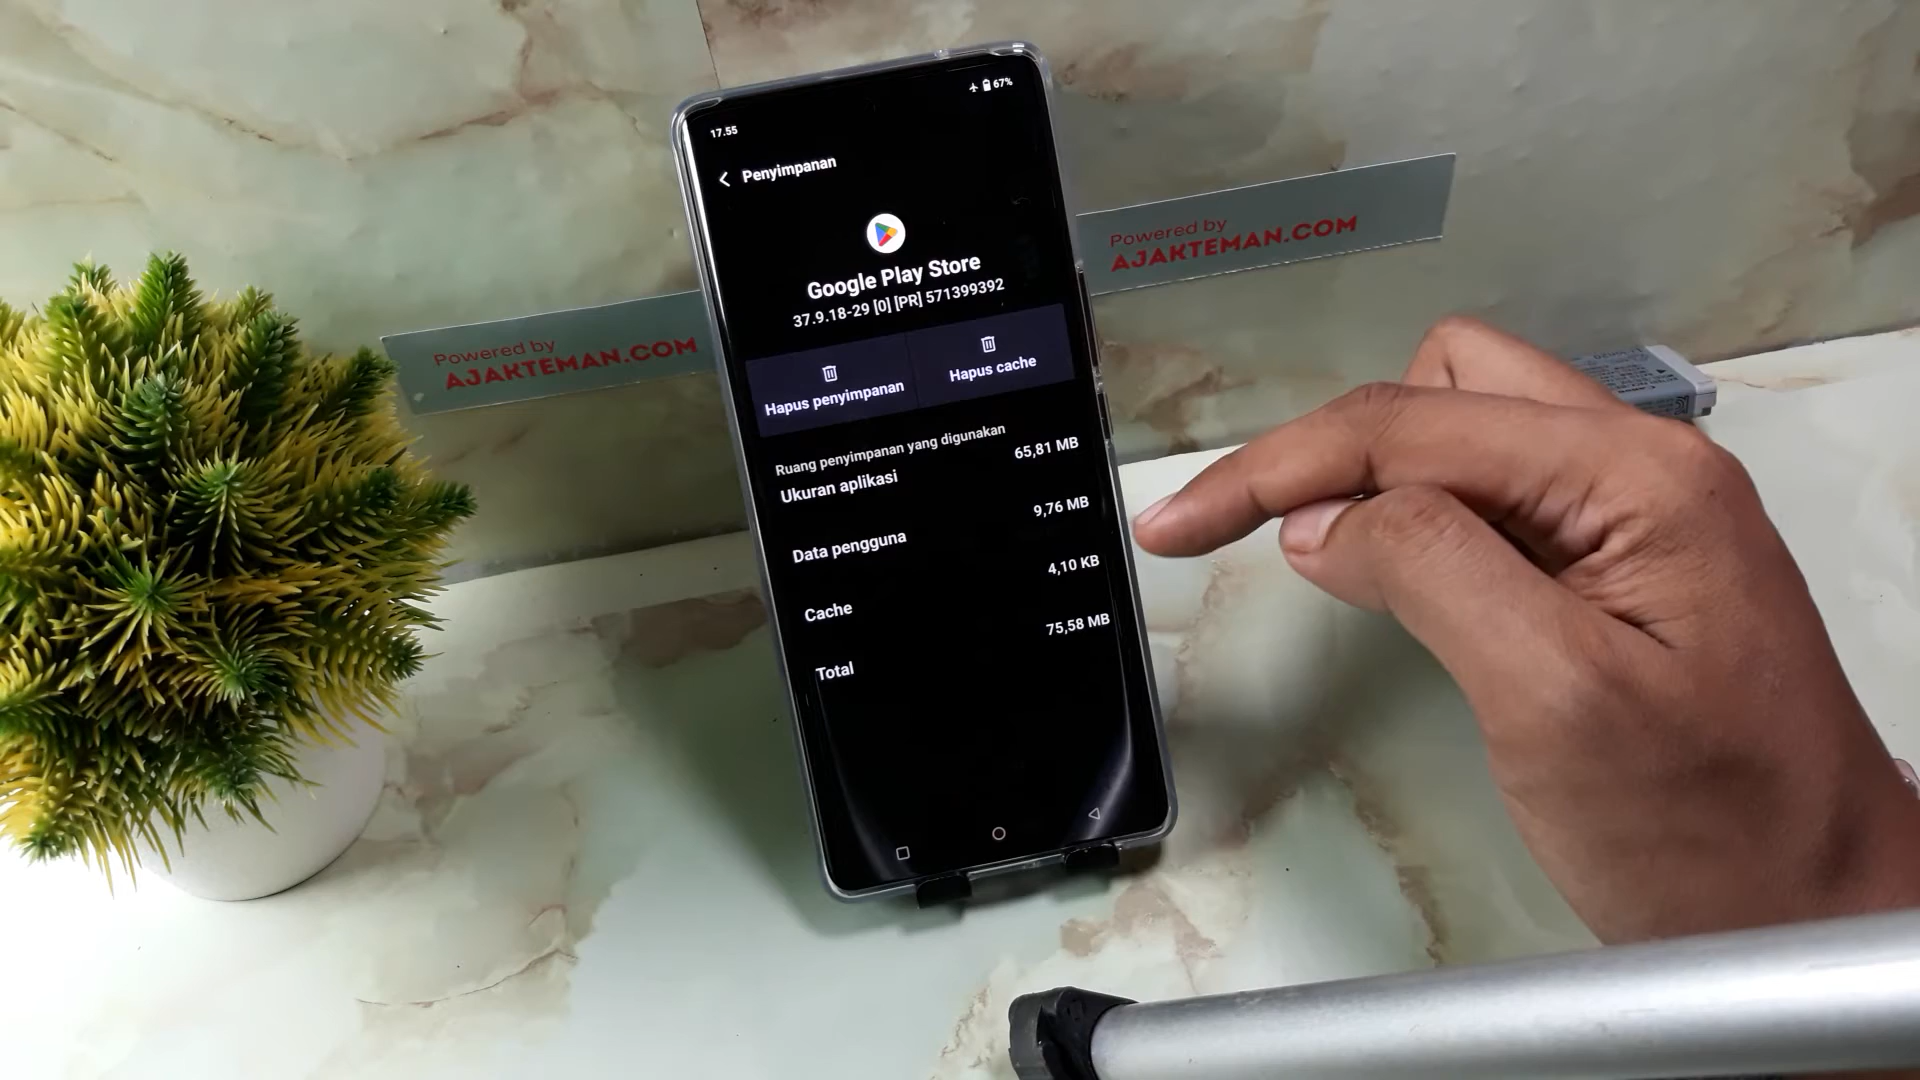 17.55
67%
Penyimpanan
Google Play Store
37.9.18-29 [0] [PR] 571399392
Hapus penyimpanan
Hapus cache
Ruang penyimpanan yang digunakan
Ukuran aplikasi
65,81 MB
Data pengguna
9,76 MB
Cache
4,10 KB
Total
75,58 MB
Powered by
AJAKTEMAN.COM
Powered by
AJAKTEMAN.COM